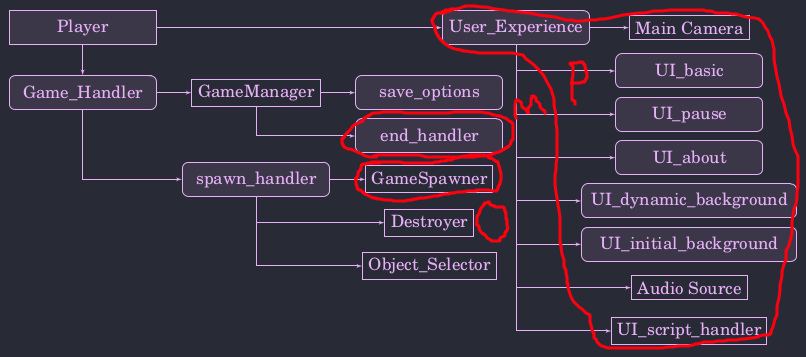 Player
User_Experience
Main Camera
Game_Handler
GameManager
save_options
UI_basic
P
m
UI_pause
end_handler
UI_about
spawn_handler
GameSpawner
UI_dynamic_background
Destroyer
UI_initial_background
Object_Selector
Audio Source
UI_script_handler